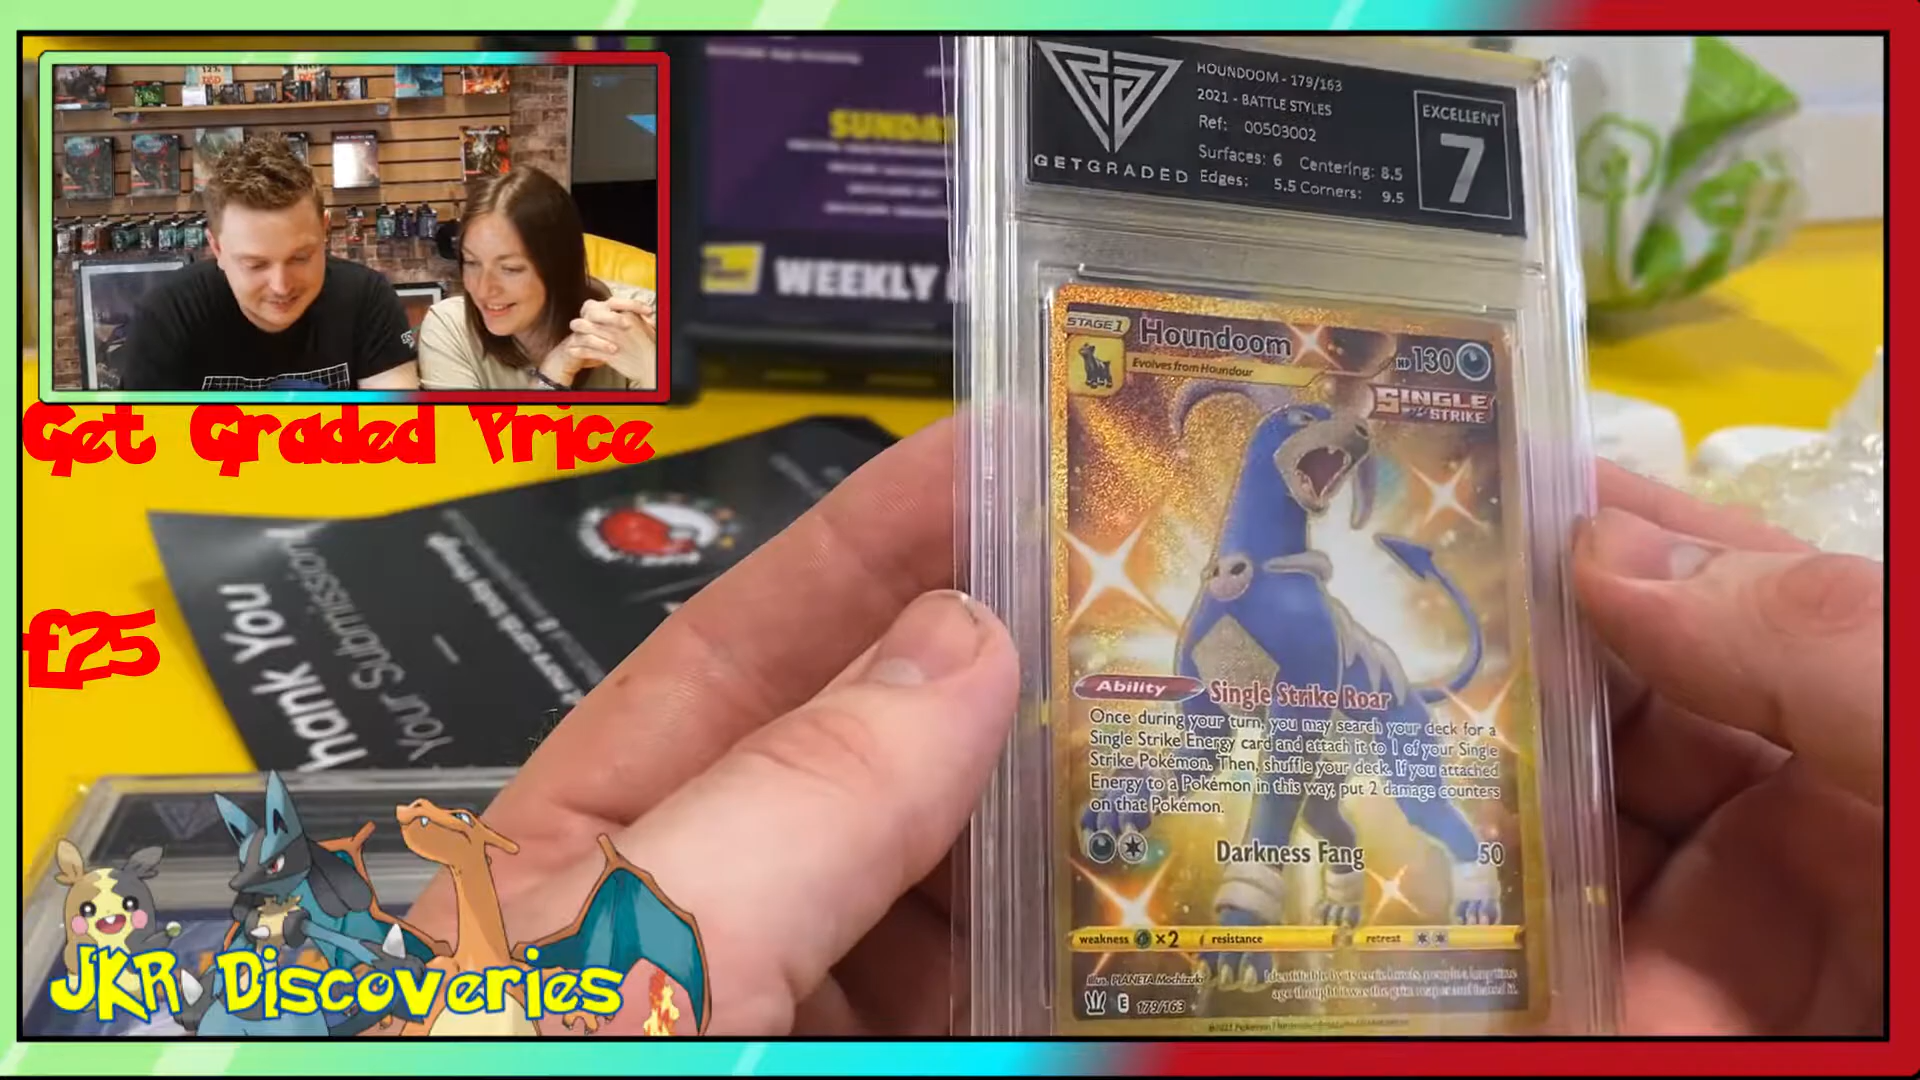 SUNDAY
WEEKLY
GETGRADED
HOUNDOOM - 179/163
2021 - BATTLE STYLES
Ref: 00503002
Surfaces: 6 Centering: 8.5
Edges: 5.5 Corners: 9.5
EXCELLENT
7
STAGE 1
Houndoom
HP 130
Evolves from Houndour
SINGLE
STRIKE
Get Graded Price
£25
hank You
Your Submission!
Ability Single Strike Roar
Once during your turn, you may search your deck for a
Single Strike Energy card and attach it to 1 of your Single
Strike Pokémon. Then, shuffle your deck. If you attached
Energy to a Pokémon in this way, put 2 damage counters
on that Pokémon.
Darkness Fang 50
weakness ×2 resistance retreat
Illus. PLANETA Mochizuki
E 179/163
JKR Discoveries